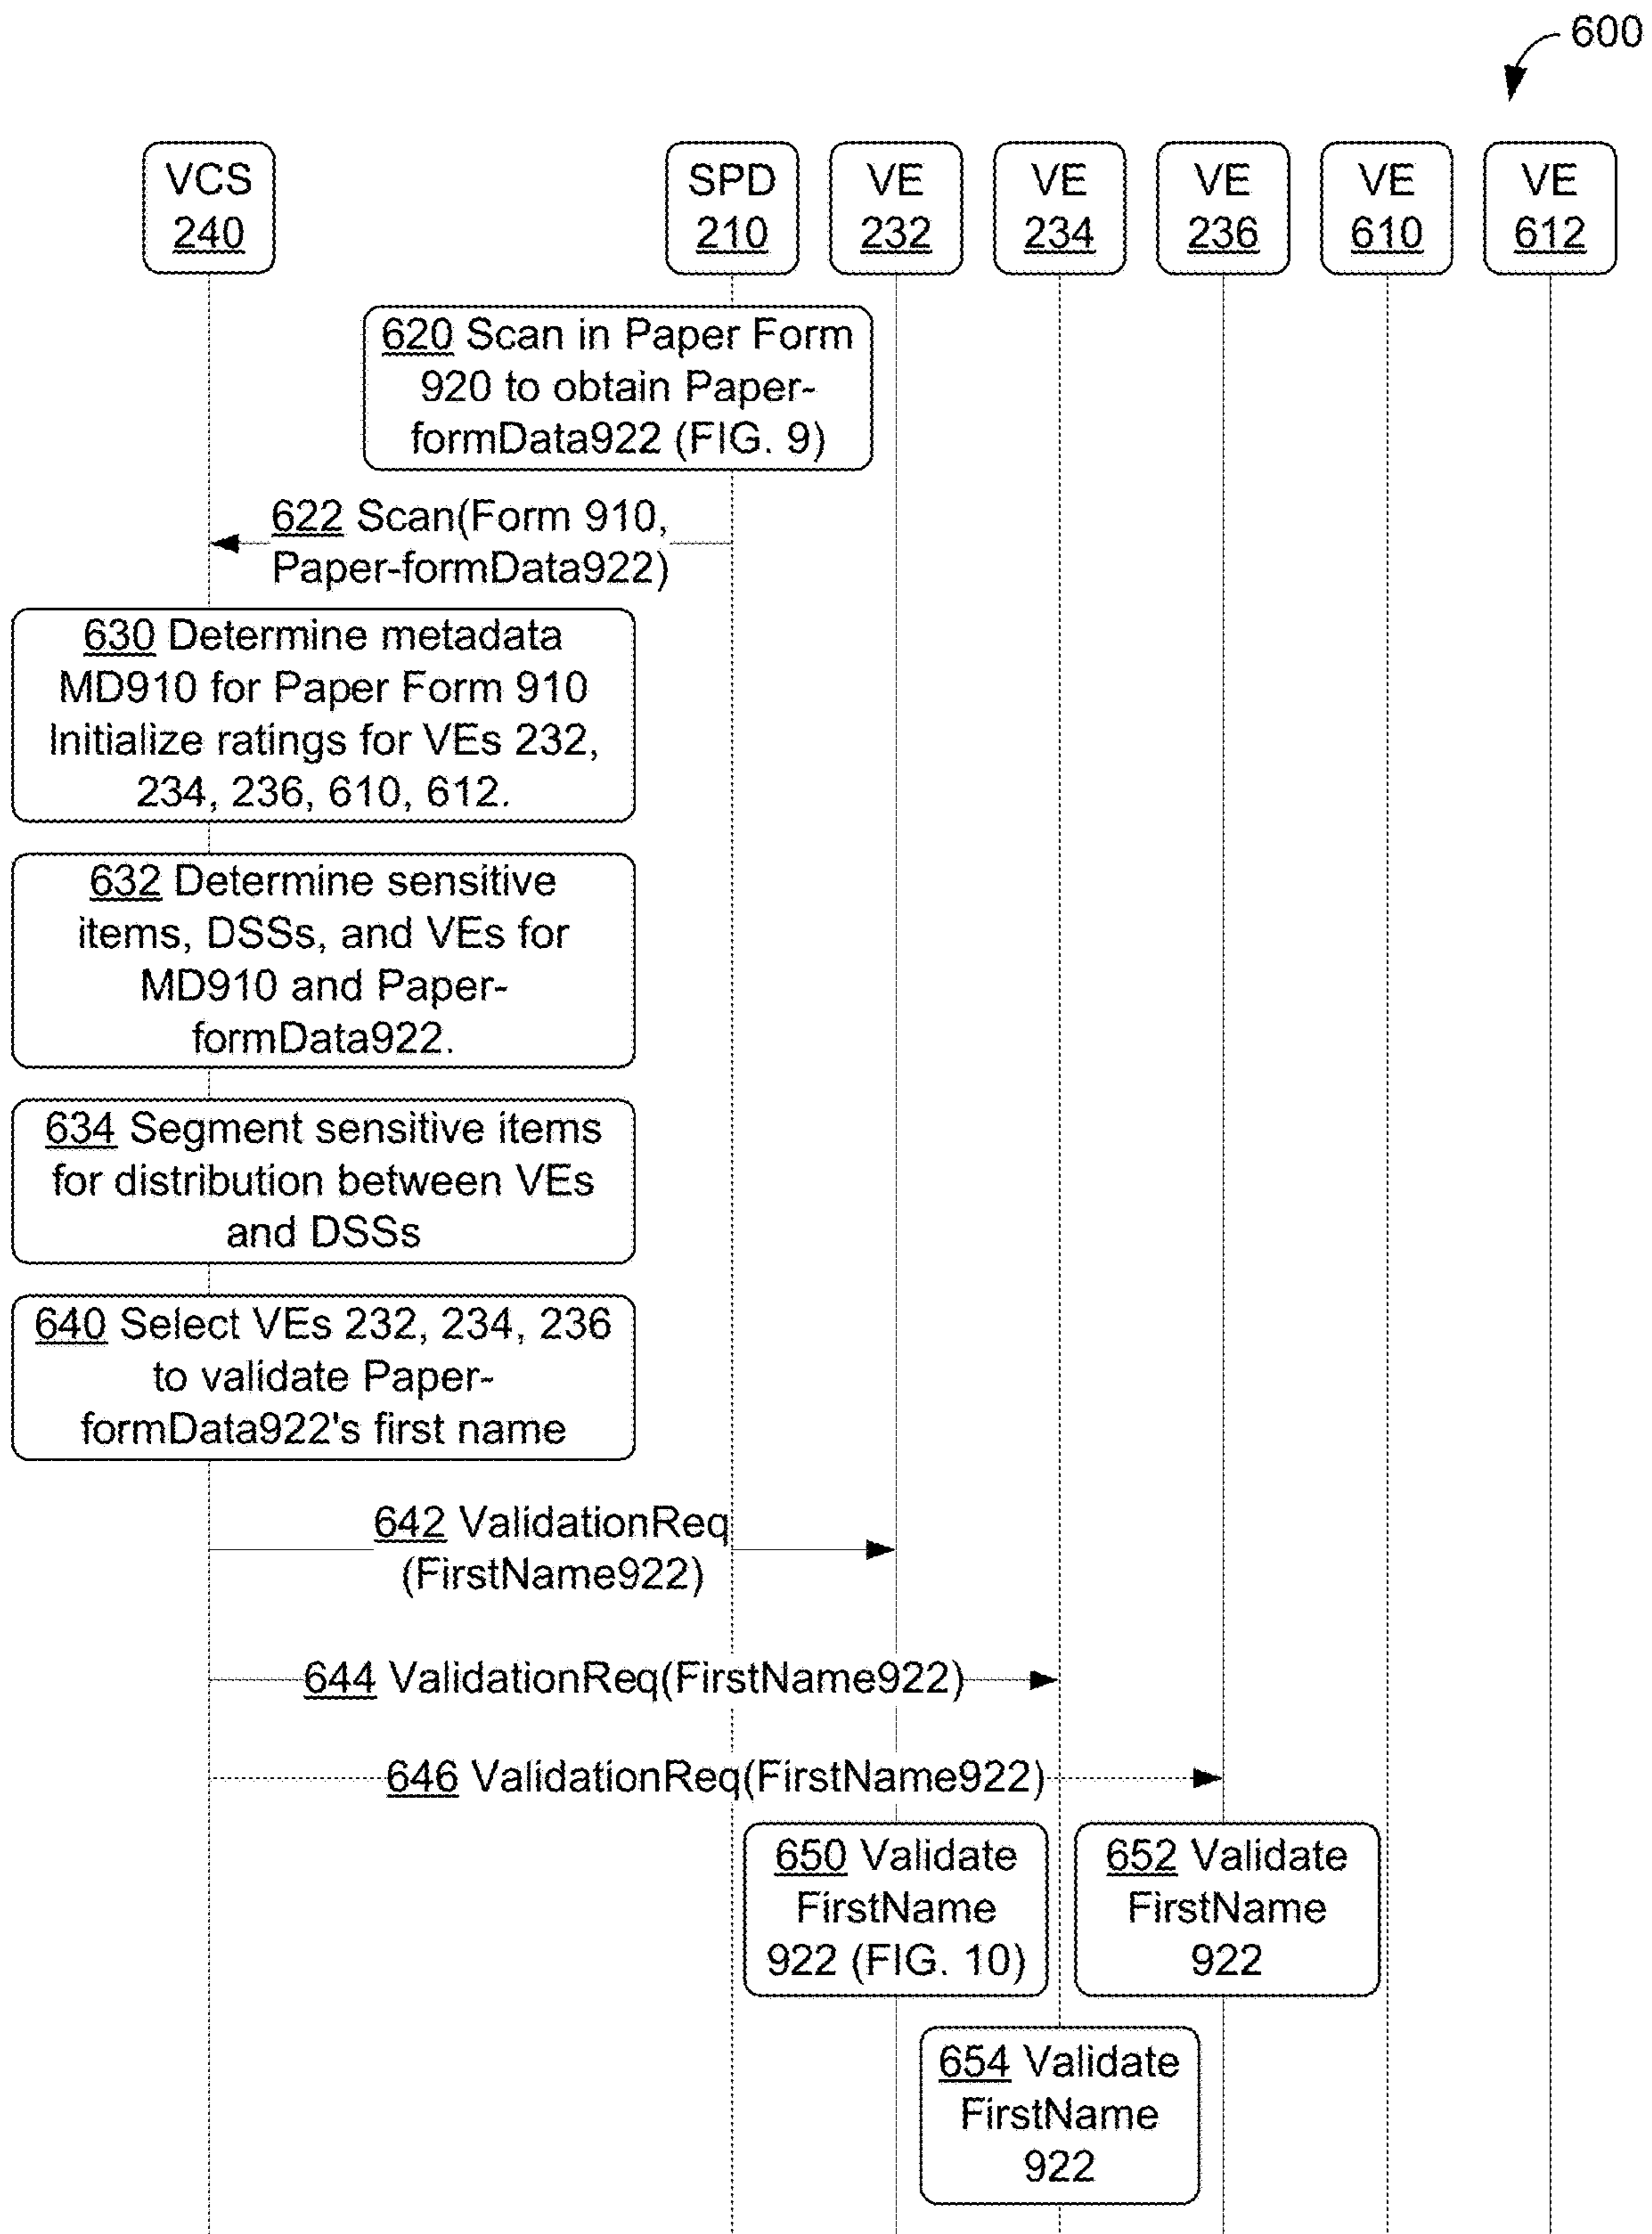 600
VCS
240
SPD
210
VE
232
VE
234
VE
236
VE
610
VE
612
620 Scan in Paper Form
920 to obtain Paper-
formData922 (FIG. 9)
622 Scan(Form 910,
Paper-formData922)
630 Determine metadata
MD910 for Paper Form 910
Initialize ratings for VEs 232,
234, 236, 610, 612.
632 Determine sensitive
items, DSSs, and VEs for
MD910 and Paper-
formData922.
634 Segment sensitive items
for distribution between VEs
and DSSs
640 Select VEs 232, 234, 236
to validate Paper-
formData922's first name
642 ValidationReq
(FirstName922)
644 ValidationReq(FirstName922)
646 ValidationReq(FirstName922)
650 Validate
FirstName
922 (FIG. 10)
652 Validate
FirstName
922
654 Validate
FirstName
922